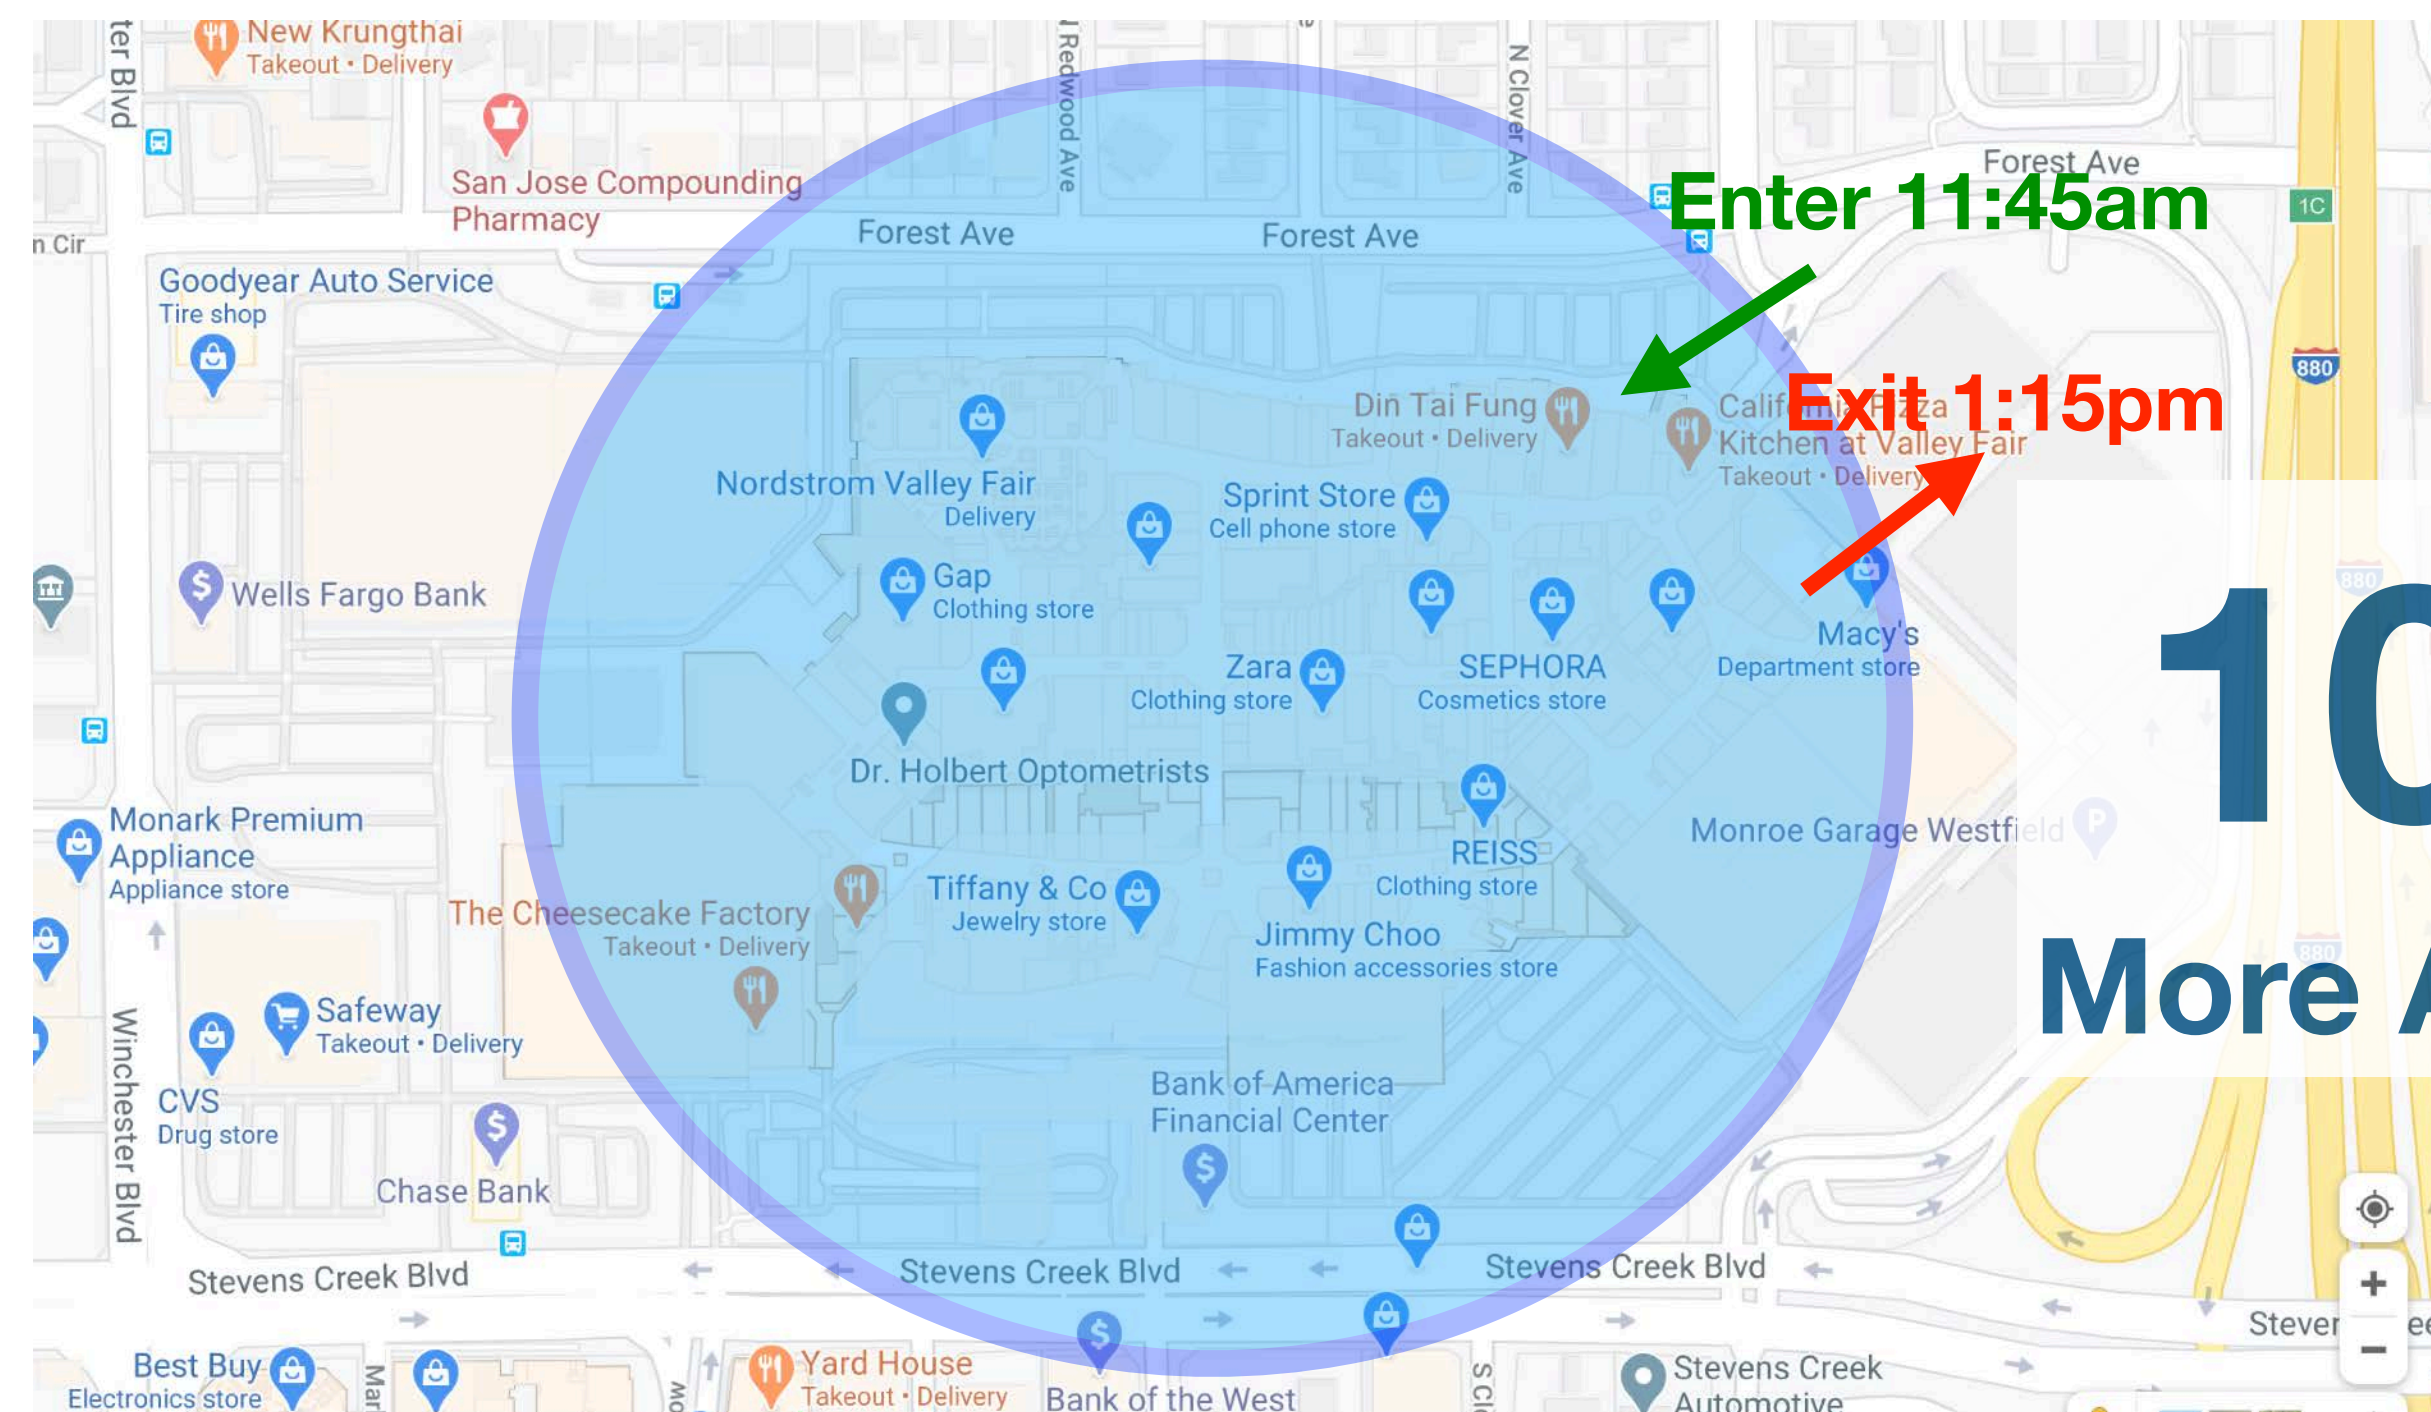 New Krungthai
Takeout • Delivery
N Clover Ave
San Jose Compounding
Pharmacy
Forest Ave
Enter 11:45am
1C
Forest Ave
Forest Ave
Goodyear Auto Service
Tire shop
880
Exit 1:15pm
Din Tai Fung
Takeout • Delivery
Kitchen at Valley Fair
Takeout • Delivery
Nordstrom Valley Fair
Delivery
Sprint Store
Cell phone store
Gap
Clothing store
Wells Fargo Bank
880
Macy's
Department store
Zara
Clothing store
SEPHORA
Cosmetics store
10
Dr. Holbert Optometrists
Monark Premium
Appliance
Appliance store
Monroe Garage Westfield
P
REISS
Clothing store
Tiffany & Co
Jewelry store
The Cheesecake Factory
Takeout • Delivery
Jimmy Choo
Fashion accessories store
More
880
Safeway
Takeout • Delivery
Winchester Blvd
CVS
Drug store
Bank of America
Financial Center
Chase Bank
Stevens Creek Blvd
Stevens Creek Blvd
Stevens Creek Blvd
Best Buy
Electronics store
Yard House
Takeout • Delivery
Bank of the West
Stevens Creek
Automotive
Redwood Ave